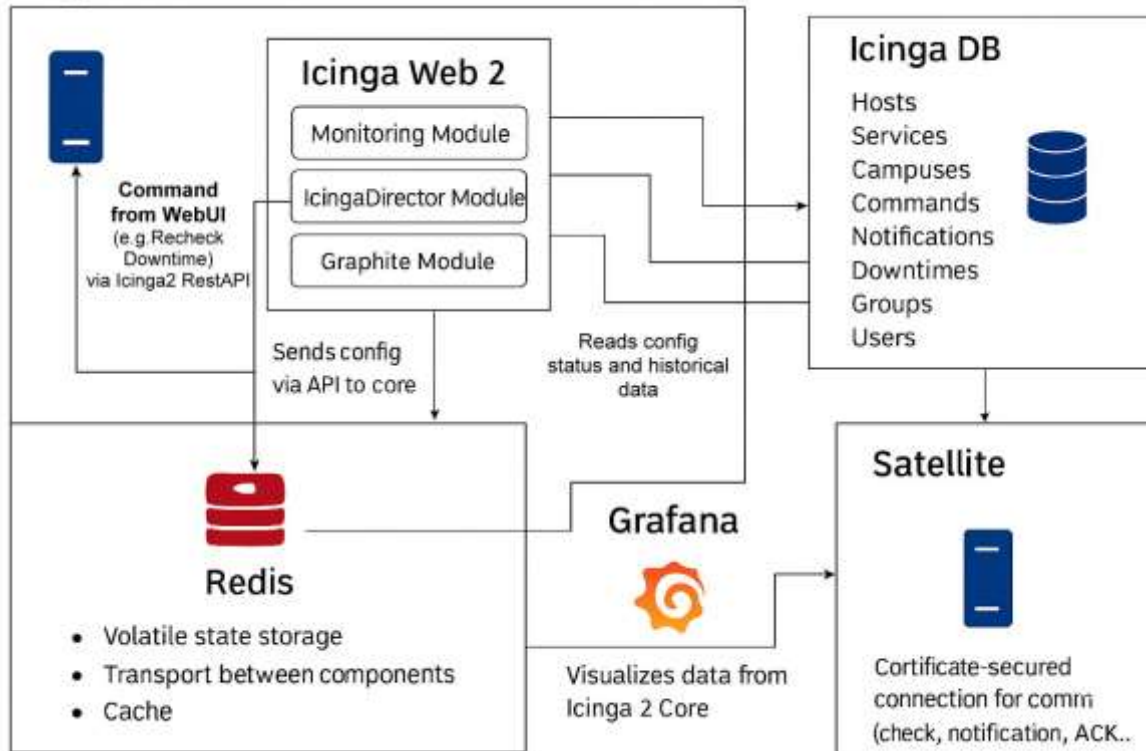 Icinga Web 2
Monitoring Module
IcingaDirector Module
Graphite Module
Command
from WebUI
(e.g.Recheck
Downtime)
via Icinga2 RestAPI
Sends config
via API to core
Reads config
status and historical
data
Icinga DB
Hosts
Services
Campuses
Commands
Notifications
Downtimes
Groups
Users
Redis
• Volatile state storage
• Transport between components
• Cache
Grafana
Visualizes data from
Icinga 2 Core
Satellite
Cortificate-secured
connection for comm
(check, notification, ACK..